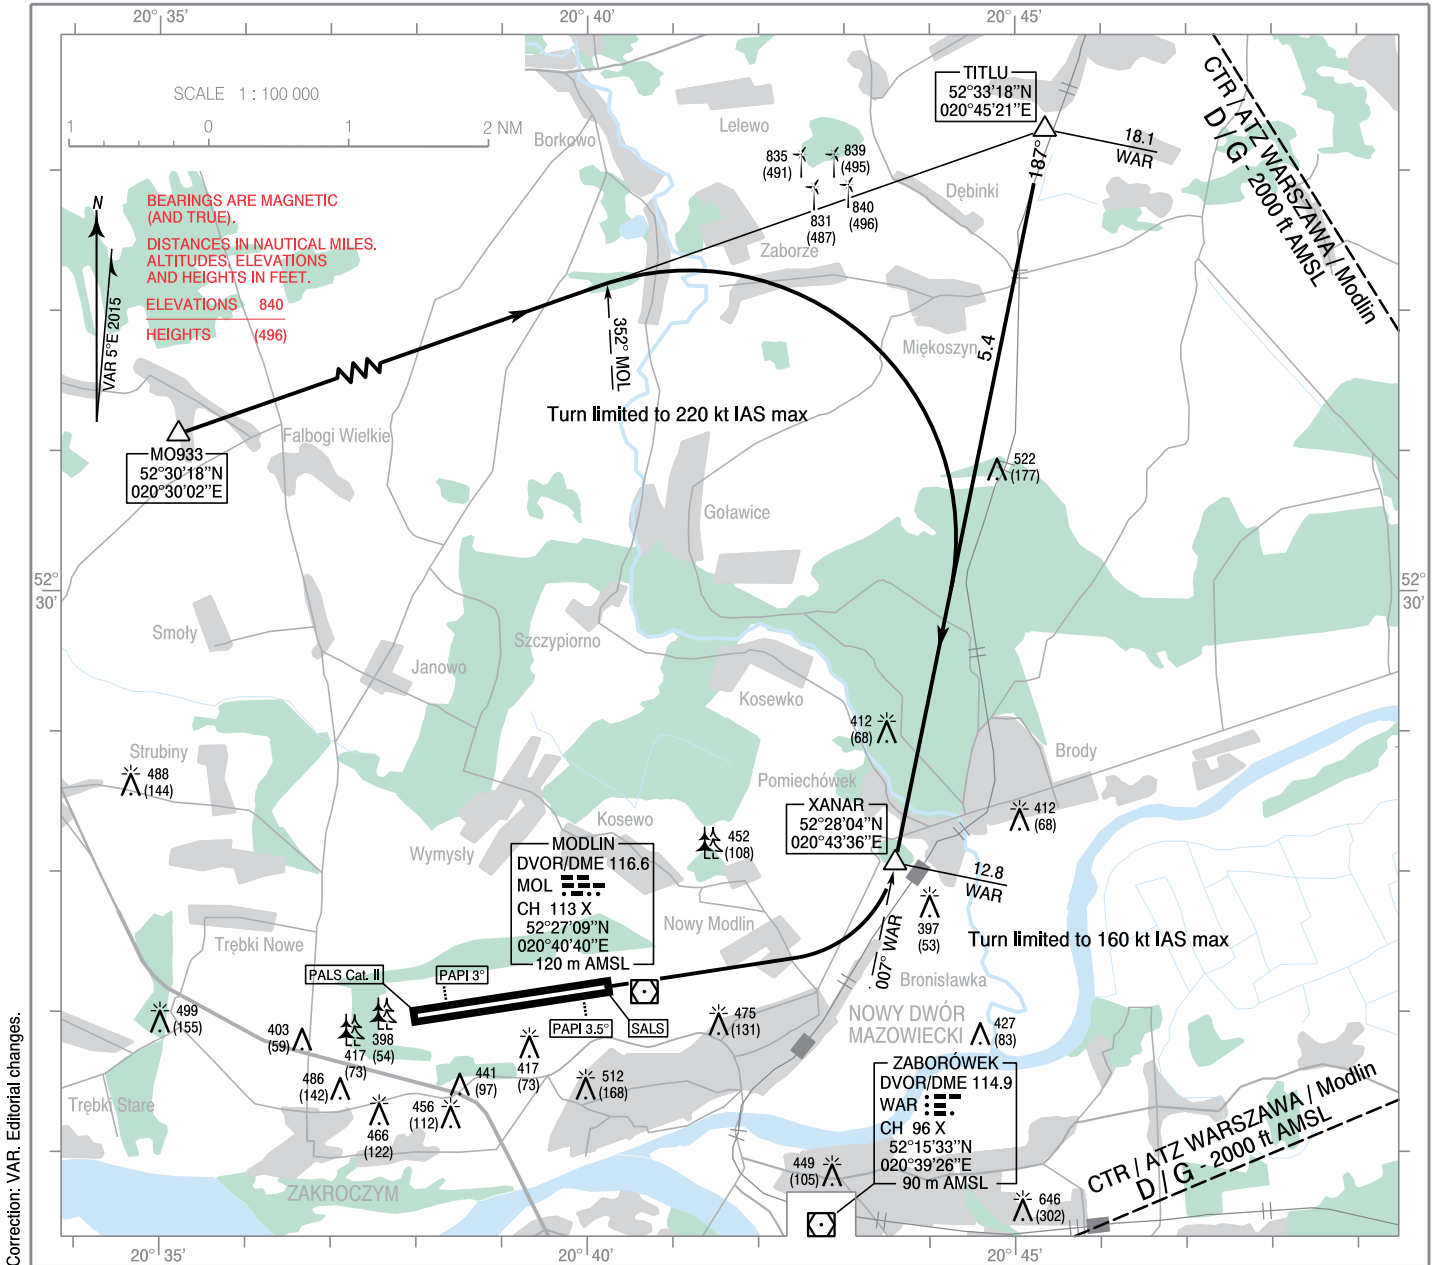 20° 35'
20° 40'
20° 45'
SCALE 1 : 100 000
1 0 1 2 NM
TITLU
52°33'18''N
020°45'21''E
18.1
WAR
CTR / ATZ WARSZAWA / Modlin
D / G - 2000 ft AMSL
Borkowo
Lelewo
835
(491)
839
(495)
831
(487)
840
(496)
Dębinki
Zaborze
187°
N
VAR 5°E 2015
BEARINGS ARE MAGNETIC
(AND TRUE).
DISTANCES IN NAUTICAL MILES.
ALTITUDES, ELEVATIONS
AND HEIGHTS IN FEET.
ELEVATIONS 840
HEIGHTS (496)
352° MOL
Miękoszyn
5.4
Turn limited to 220 kt IAS max
Falbogi Wielkie
MO933
52°30'18''N
020°30'02''E
522
(177)
Goławice
52°
30'
52°
30'
Smoły
Szczypiorno
Janowo
Kosewko
412
(68)
Brody
Strubiny
488
(144)
Pomiechówek
XANAR
52°28'04''N
020°43'36''E
412
(68)
Kosewo
452
(108)
Wymysły
MODLIN
DVOR/DME 116.6
MOL
CH 113 X
52°27'09''N
020°40'40''E
120 m AMSL
12.8
WAR
397
(53)
Nowy Modlin
007° WAR
Turn limited to 160 kt IAS max
Trębki Nowe
PALS Cat. II
PAPI 3°
Bronisławka
NOWY DWÓR
MAZOWIECKI
499
(155)
403
(59)
417
(73)
398
(54)
PAPI 3.5°
SALS
475
(131)
427
(83)
417
(73)
486
(142)
441
(97)
512
(168)
456
(112)
466
(122)
Trębki Stare
ZABORÓWEK
DVOR/DME 114.9
WAR
CH 96 X
52°15'33''N
020°39'26''E
90 m AMSL
CTR / ATZ WARSZAWA / Modlin
D / G - 2000 ft AMSL
449
(105)
646
(302)
ZAKROCZYM
20° 35'
20° 40'
20° 45'
Correction: VAR. Editorial changes.